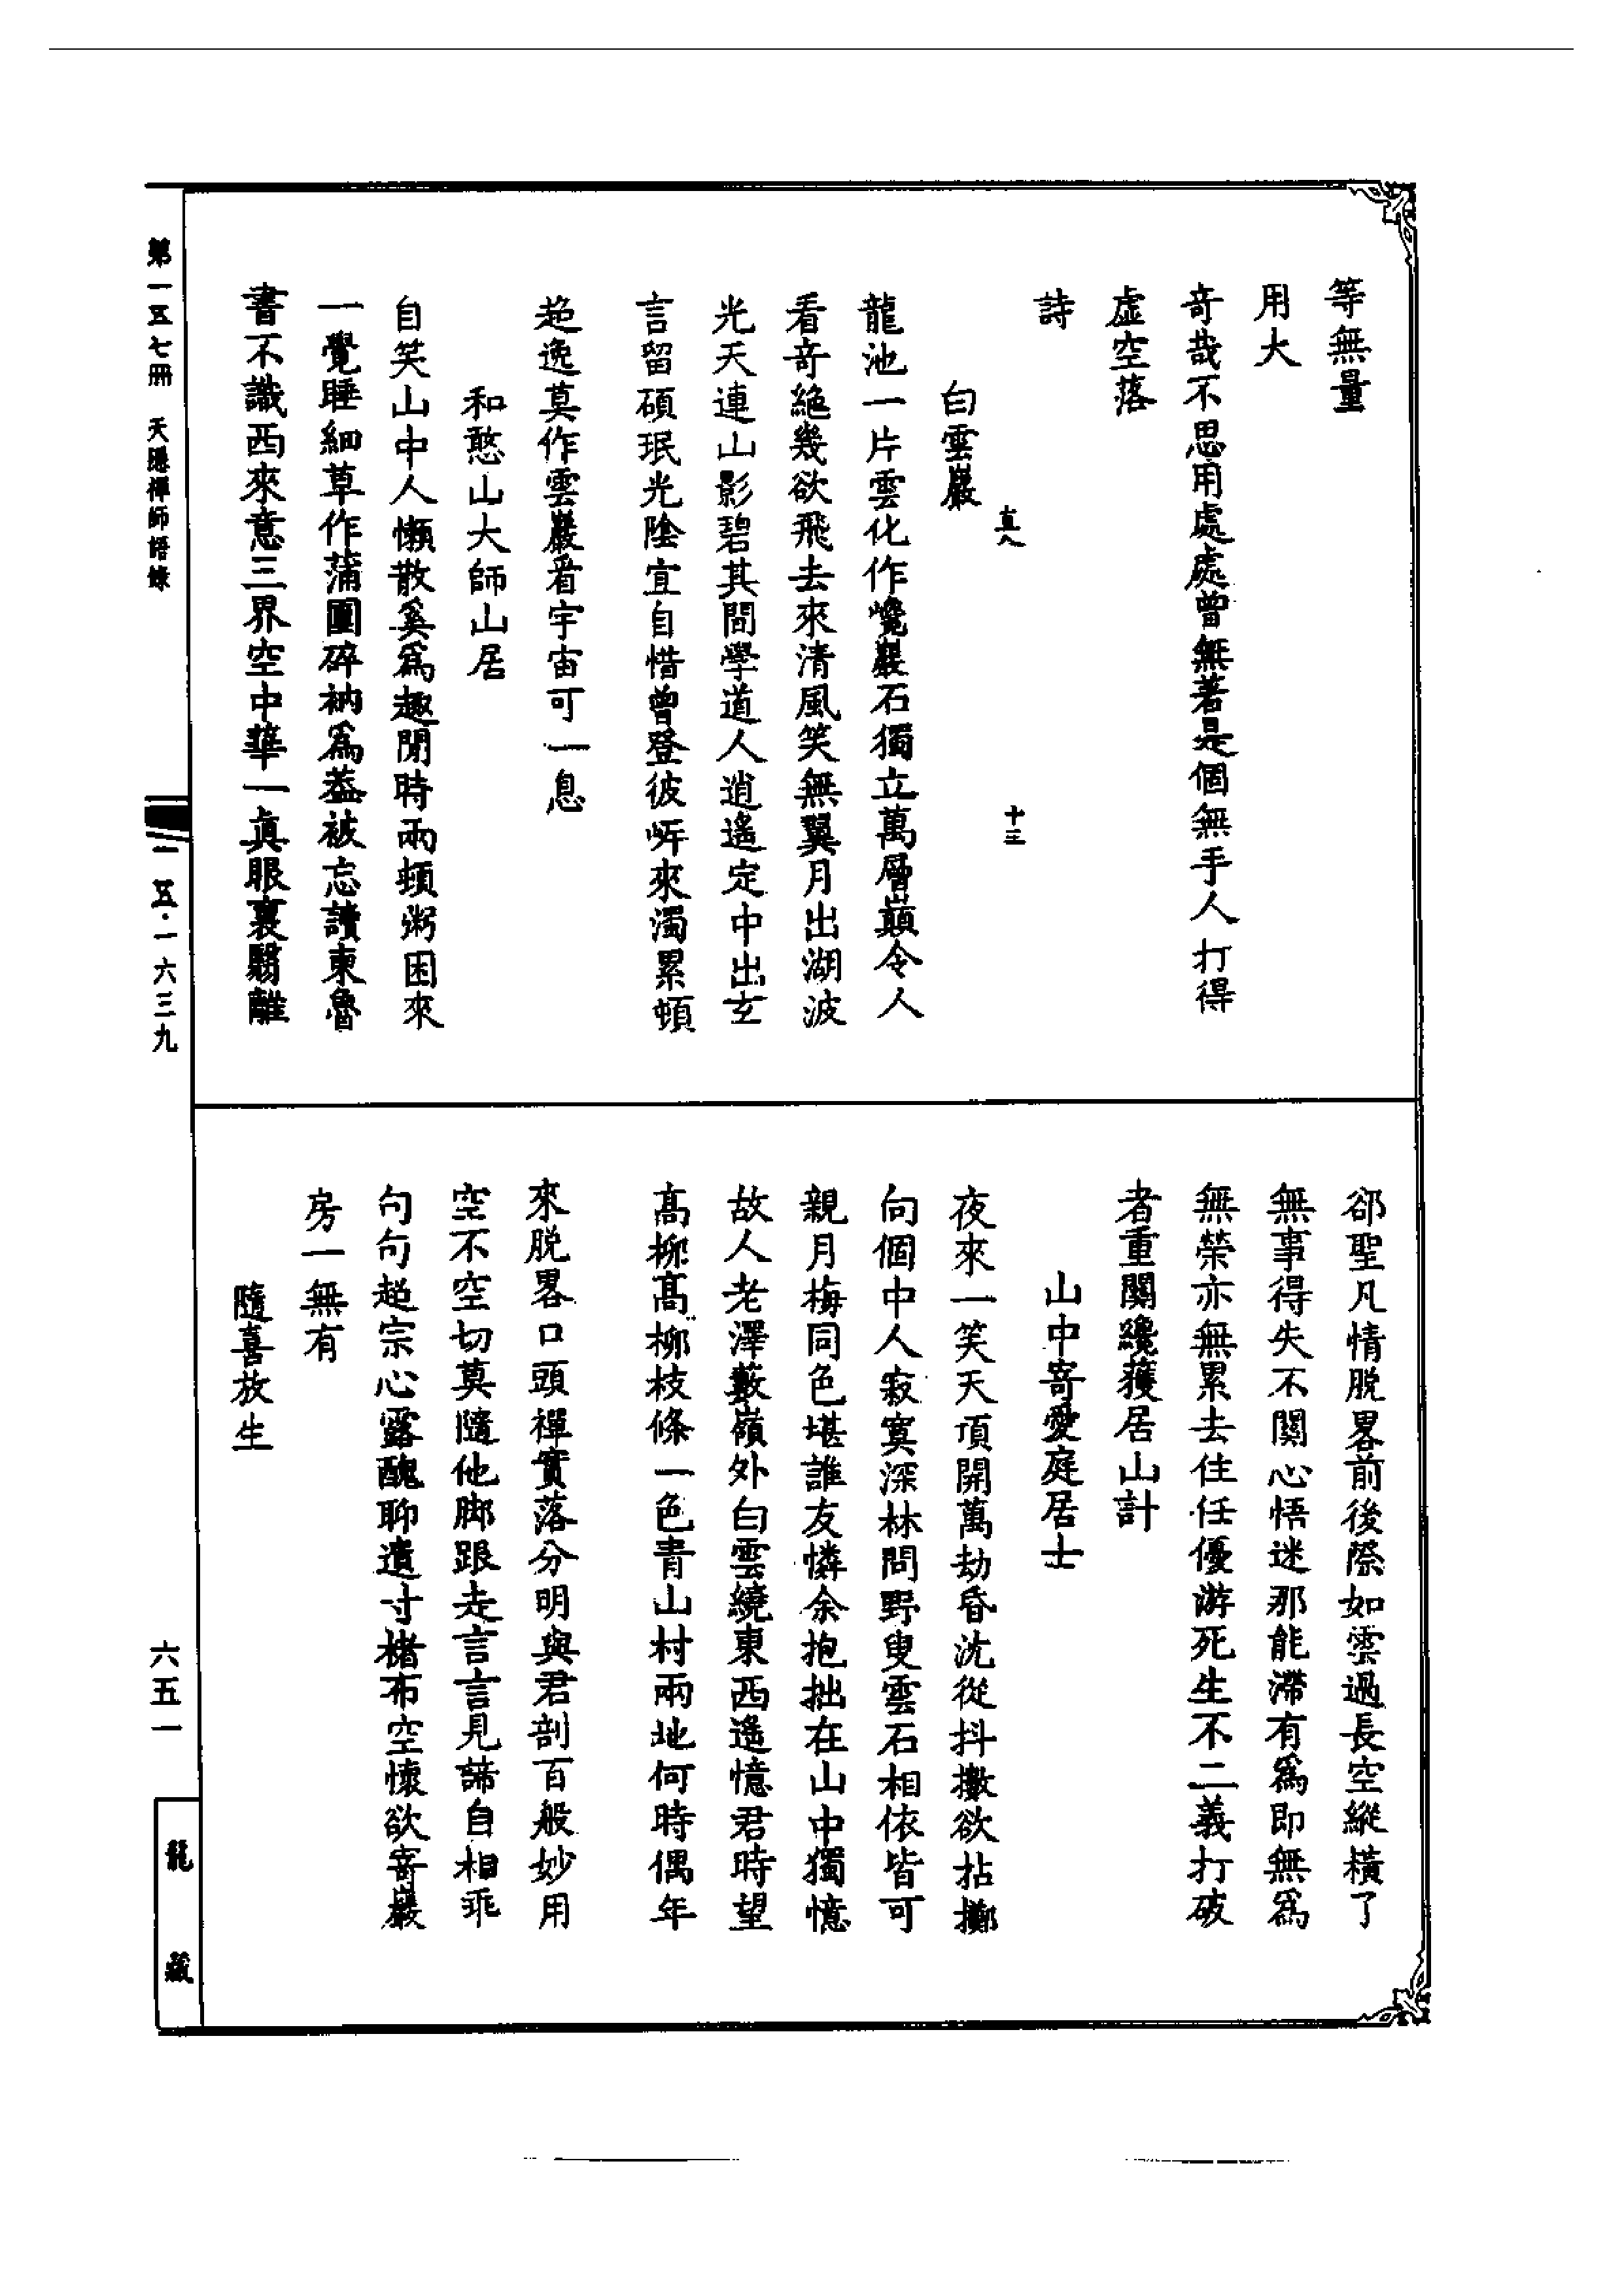 等無量
用大
奇哉不思用處處曾無著是個無手人打得
虛空落
詩
白雲巖
龍池一片雲化作巉巖石獨立萬層巔令人
看奇絕幾欲飛去來清風笑無翼月出湖波
光天連山影碧其間學道人逍遙定中出玄
言留碩珉光陰宜自惜曾登彼岍來濁累頓
超逸莫作雲巖看宇宙可一息
和憨山大師山居
自笑山中人懶散奚為趣閒時兩頓粥困來
一覺睡細草作蒲團碎衲為葢被忘讀東魯
書不識西來意三界空中華一眞眼裏翳離
郤聖凡情脫畧前後際如雲過長空縱橫了
無事得失不關心悟迷那能滯有為即無為
無榮亦無累去住任優游死生不二義打破
者重關纔獲居山計
山中寄愛庭居士
夜來一笑天頂開萬劫昏沈從抖擻欲拈擲
向個中人寂寞深林問野叟雲石相依皆可
親月梅同色堪誰友憐余抱拙在山中獨憶
故人老澤藪嶺外白雲繞東西遙憶君時望
高柳高柳枝條一色青山村兩地何時偶年
來脫畧口頭禪實落分明與君剖百般妙用
空不空切莫隨他脚跟走言言見諦自相乖
句句超宗心露醜聊遺寸楮布空懷欲寄巖
房一無有
隨喜放生
第一五七冊　天隱禪師語錄
一五·一六三九
六五一
龍藏